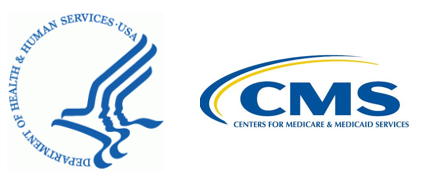 DEPARTMENT OF HEALTH & HUMAN SERVICES · USA
CMS
CENTERS FOR MEDICARE & MEDICAID SERVICES